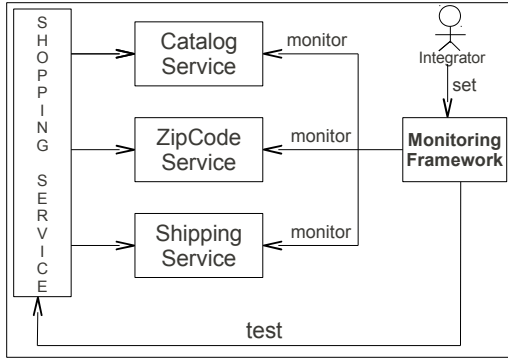 SHOPPING SERVICE
Catalog
Service
monitor
Integrator
set
ZipCode
Service
monitor
Monitoring
Framework
Shipping
Service
monitor
test